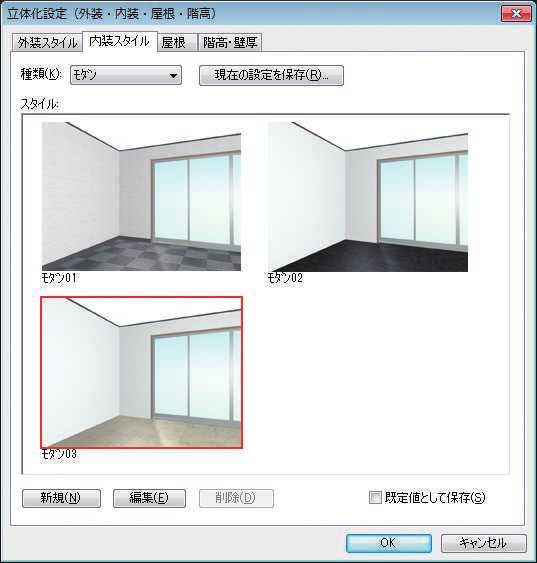 立体化設定（外装・内装・屋根・階高）
外装スタイル 内装スタイル 屋根 階高・壁厚
種類(K): ﾓﾀﾞﾝ 現在の設定を保存(R)...
スタイル:
ﾓﾀﾞﾝ01 ﾓﾀﾞﾝ02
ﾓﾀﾞﾝ03
新規(N) 編集(E) 削除(D) 既定値として保存(S)
OK キャンセル